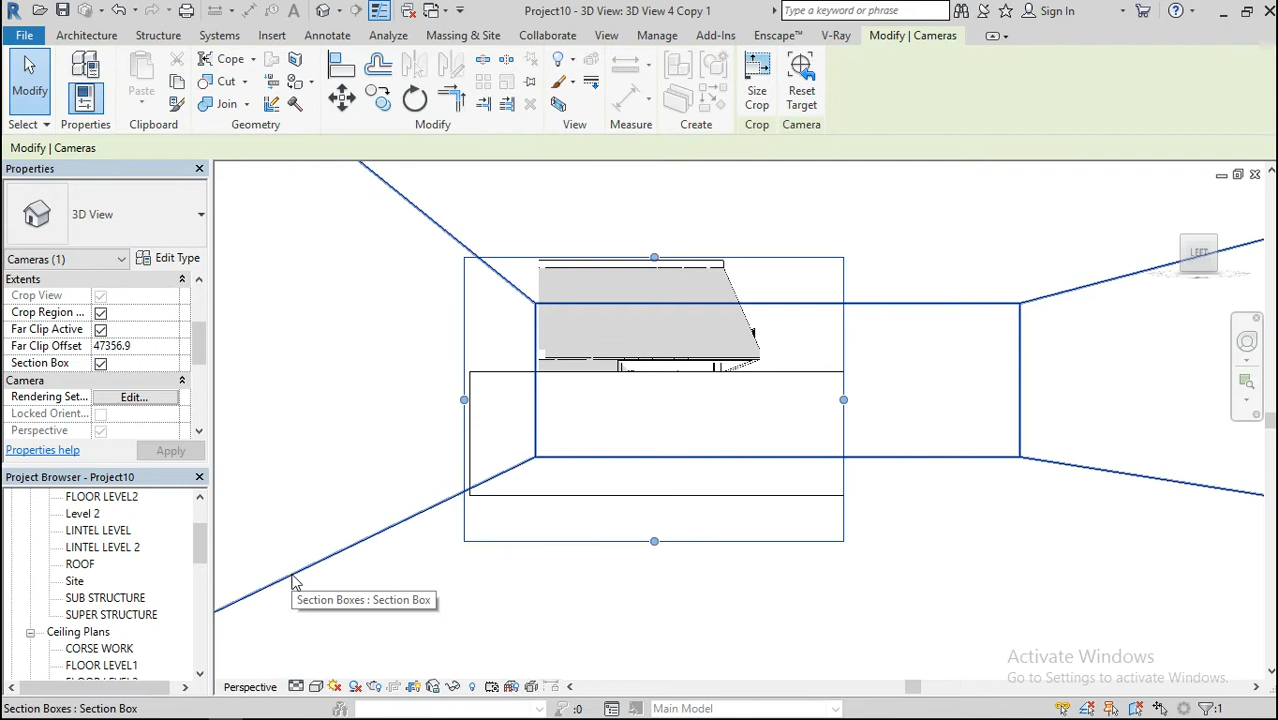 Project10 - 3D View: 3D View 4 Copy 1
Type a keyword or phrase
Sign In
File
Architecture
Structure
Systems
Insert
Annotate
Analyze
Massing & Site
Collaborate
View
Manage
Add-Ins
Enscape™
V-Ray
Modify | Cameras
Modify
Select
Properties
Paste
Clipboard
Cope
Cut
Join
Geometry
Modify
View
Measure
Create
Size
Crop
Crop
Reset
Target
Camera
Modify | Cameras
Properties
3D View
Cameras (1)
Edit Type
Extents
Crop View
Crop Region ...
Far Clip Active
Far Clip Offset 47356.9
Section Box
Camera
Rendering Set... Edit...
Locked Orient...
Perspective
Properties help
Apply
Project Browser - Project10
FLOOR LEVEL2
Level 2
LINTEL LEVEL
LINTEL LEVEL 2
ROOF
Site
SUB STRUCTURE
SUPER STRUCTURE
Ceiling Plans
CORSE WORK
FLOOR LEVEL1
LEFT
Section Boxes : Section Box
Activate Windows
Go to Settings to activate Windows.
Perspective
Section Boxes : Section Box
:0
Main Model
:1